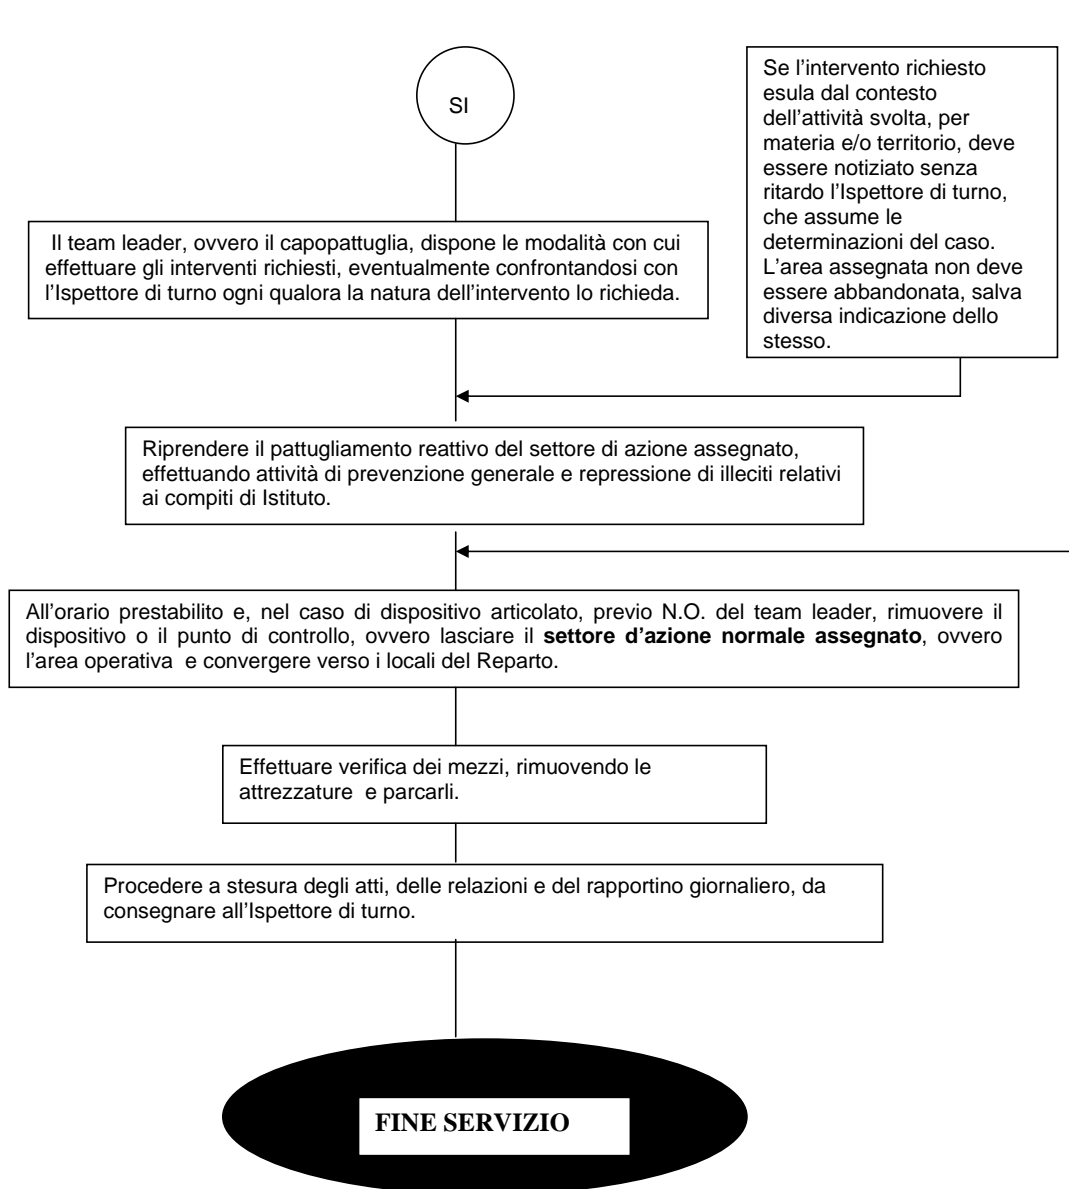 SI
Se l’intervento richiesto
esula dal contesto
dell’attività svolta, per
materia e/o territorio, deve
essere notiziato senza
ritardo l’Ispettore di turno,
che assume le
determinazioni del caso.
L’area assegnata non deve
essere abbandonata, salva
diversa indicazione dello
stesso.
Il team leader, ovvero il capopattuglia, dispone le modalità con cui
effettuare gli interventi richiesti, eventualmente confrontandosi con
l’Ispettore di turno ogni qualora la natura dell’intervento lo richieda.
Riprendere il pattugliamento reattivo del settore di azione assegnato,
effettuando attività di prevenzione generale e repressione di illeciti relativi
ai compiti di Istituto.
All’orario prestabilito e, nel caso di dispositivo articolato, previo N.O. del team leader, rimuovere il
dispositivo o il punto di controllo, ovvero lasciare il settore d’azione normale assegnato, ovvero
l’area operativa e convergere verso i locali del Reparto.
Effettuare verifica dei mezzi, rimuovendo le
attrezzature e parcarli.
Procedere a stesura degli atti, delle relazioni e del rapportino giornaliero, da
consegnare all’Ispettore di turno.
FINE SERVIZIO